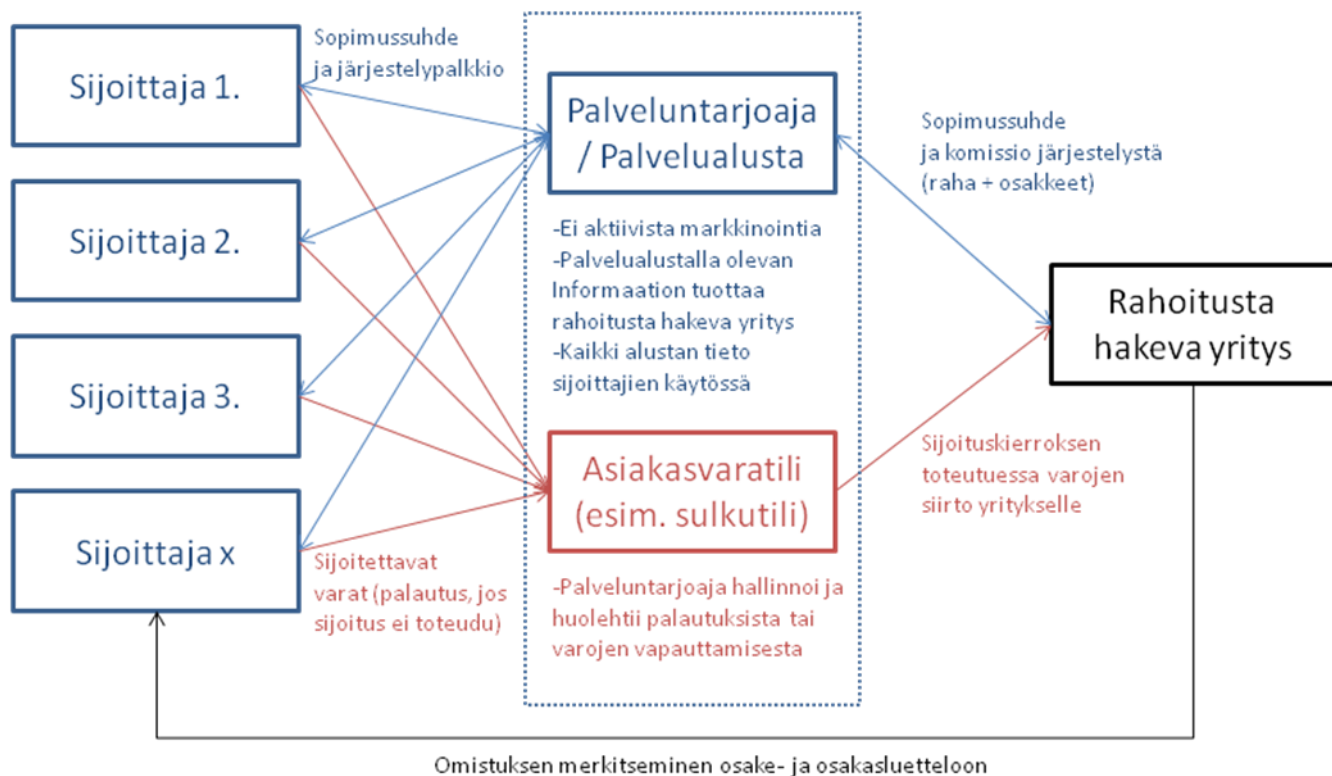 Sijoittaja 1.
Sijoittaja 2.
Sijoittaja 3.
Sijoittaja x
Sopimussuhde
ja järjestelypalkkio
Sijoitettavat
varat (palautus, jos
sijoitus ei toteudu)
Palveluntarjoaja
/ Palvelualusta
-Ei aktiivista markkinointia
-Palvelualustalla olevan
Informaation tuottaa
rahoitusta hakeva yritys
-Kaikki alustan tieto
sijoittajien käytössä
Asiakasvaratili
(esim. sulkutili)
-Palveluntarjoaja hallinnoi ja
huolehtii palautuksista tai
varojen vapauttamisesta
Sopimussuhde
ja komissio järjestelystä
(raha + osakkeet)
Rahoitusta
hakeva yritys
Sijoituskierroksen
toteutuessa varojen
siirto yritykselle
Omistuksen merkitseminen osake- ja osakasluetteloon